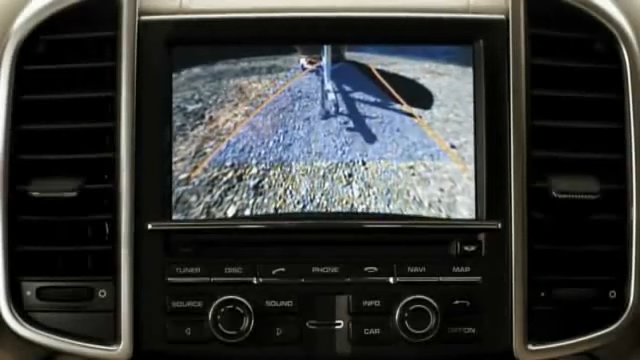 TUNER DISC PHONE NAVI MAP
SOURCE SOUND INFO
CAR OPTION